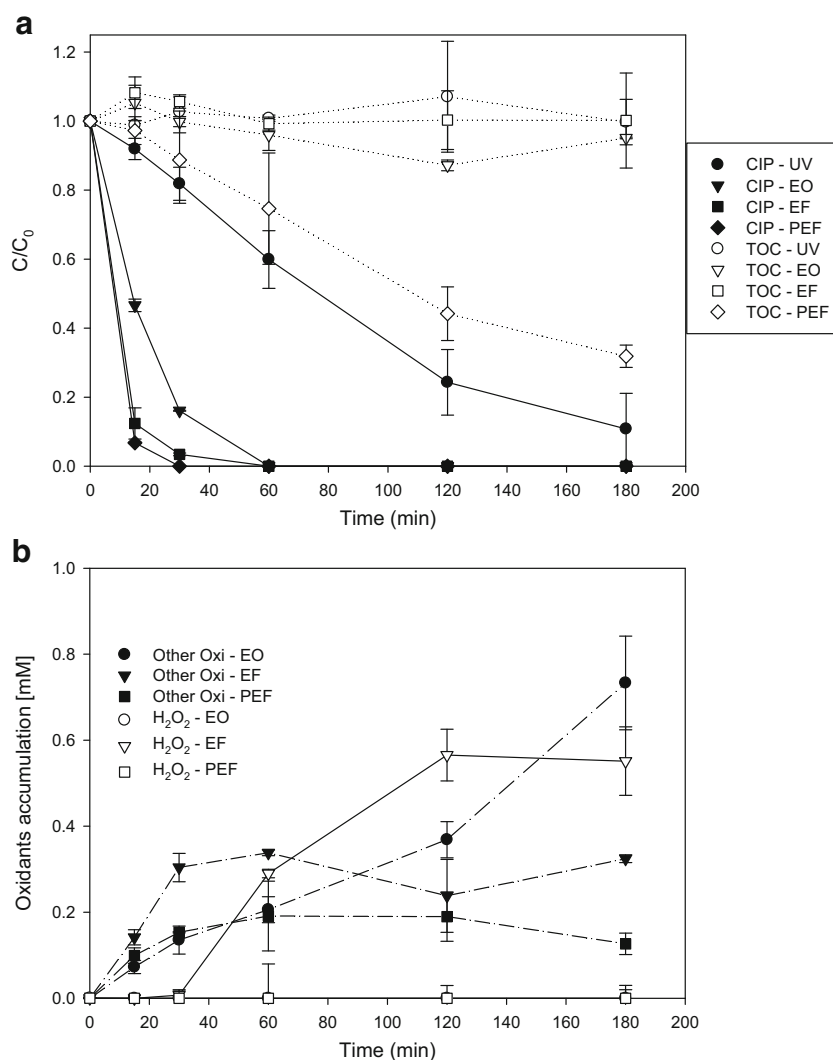 a
1.2
1.0
0.8
0.6
0.4
0.2
0.0
C/C₀
0 20 40 60 80 100 120 140 160 180 200
Time (min)
CIP - UV
CIP - EO
CIP - EF
CIP - PEF
TOC - UV
TOC - EO
TOC - EF
TOC - PEF
b
1.0
0.8
0.6
0.4
0.2
0.0
Oxidants accumulation [mM]
Other Oxi - EO
Other Oxi - EF
Other Oxi - PEF
H₂O₂ - EO
H₂O₂ - EF
H₂O₂ - PEF
0 20 40 60 80 100 120 140 160 180 200
Time (min)